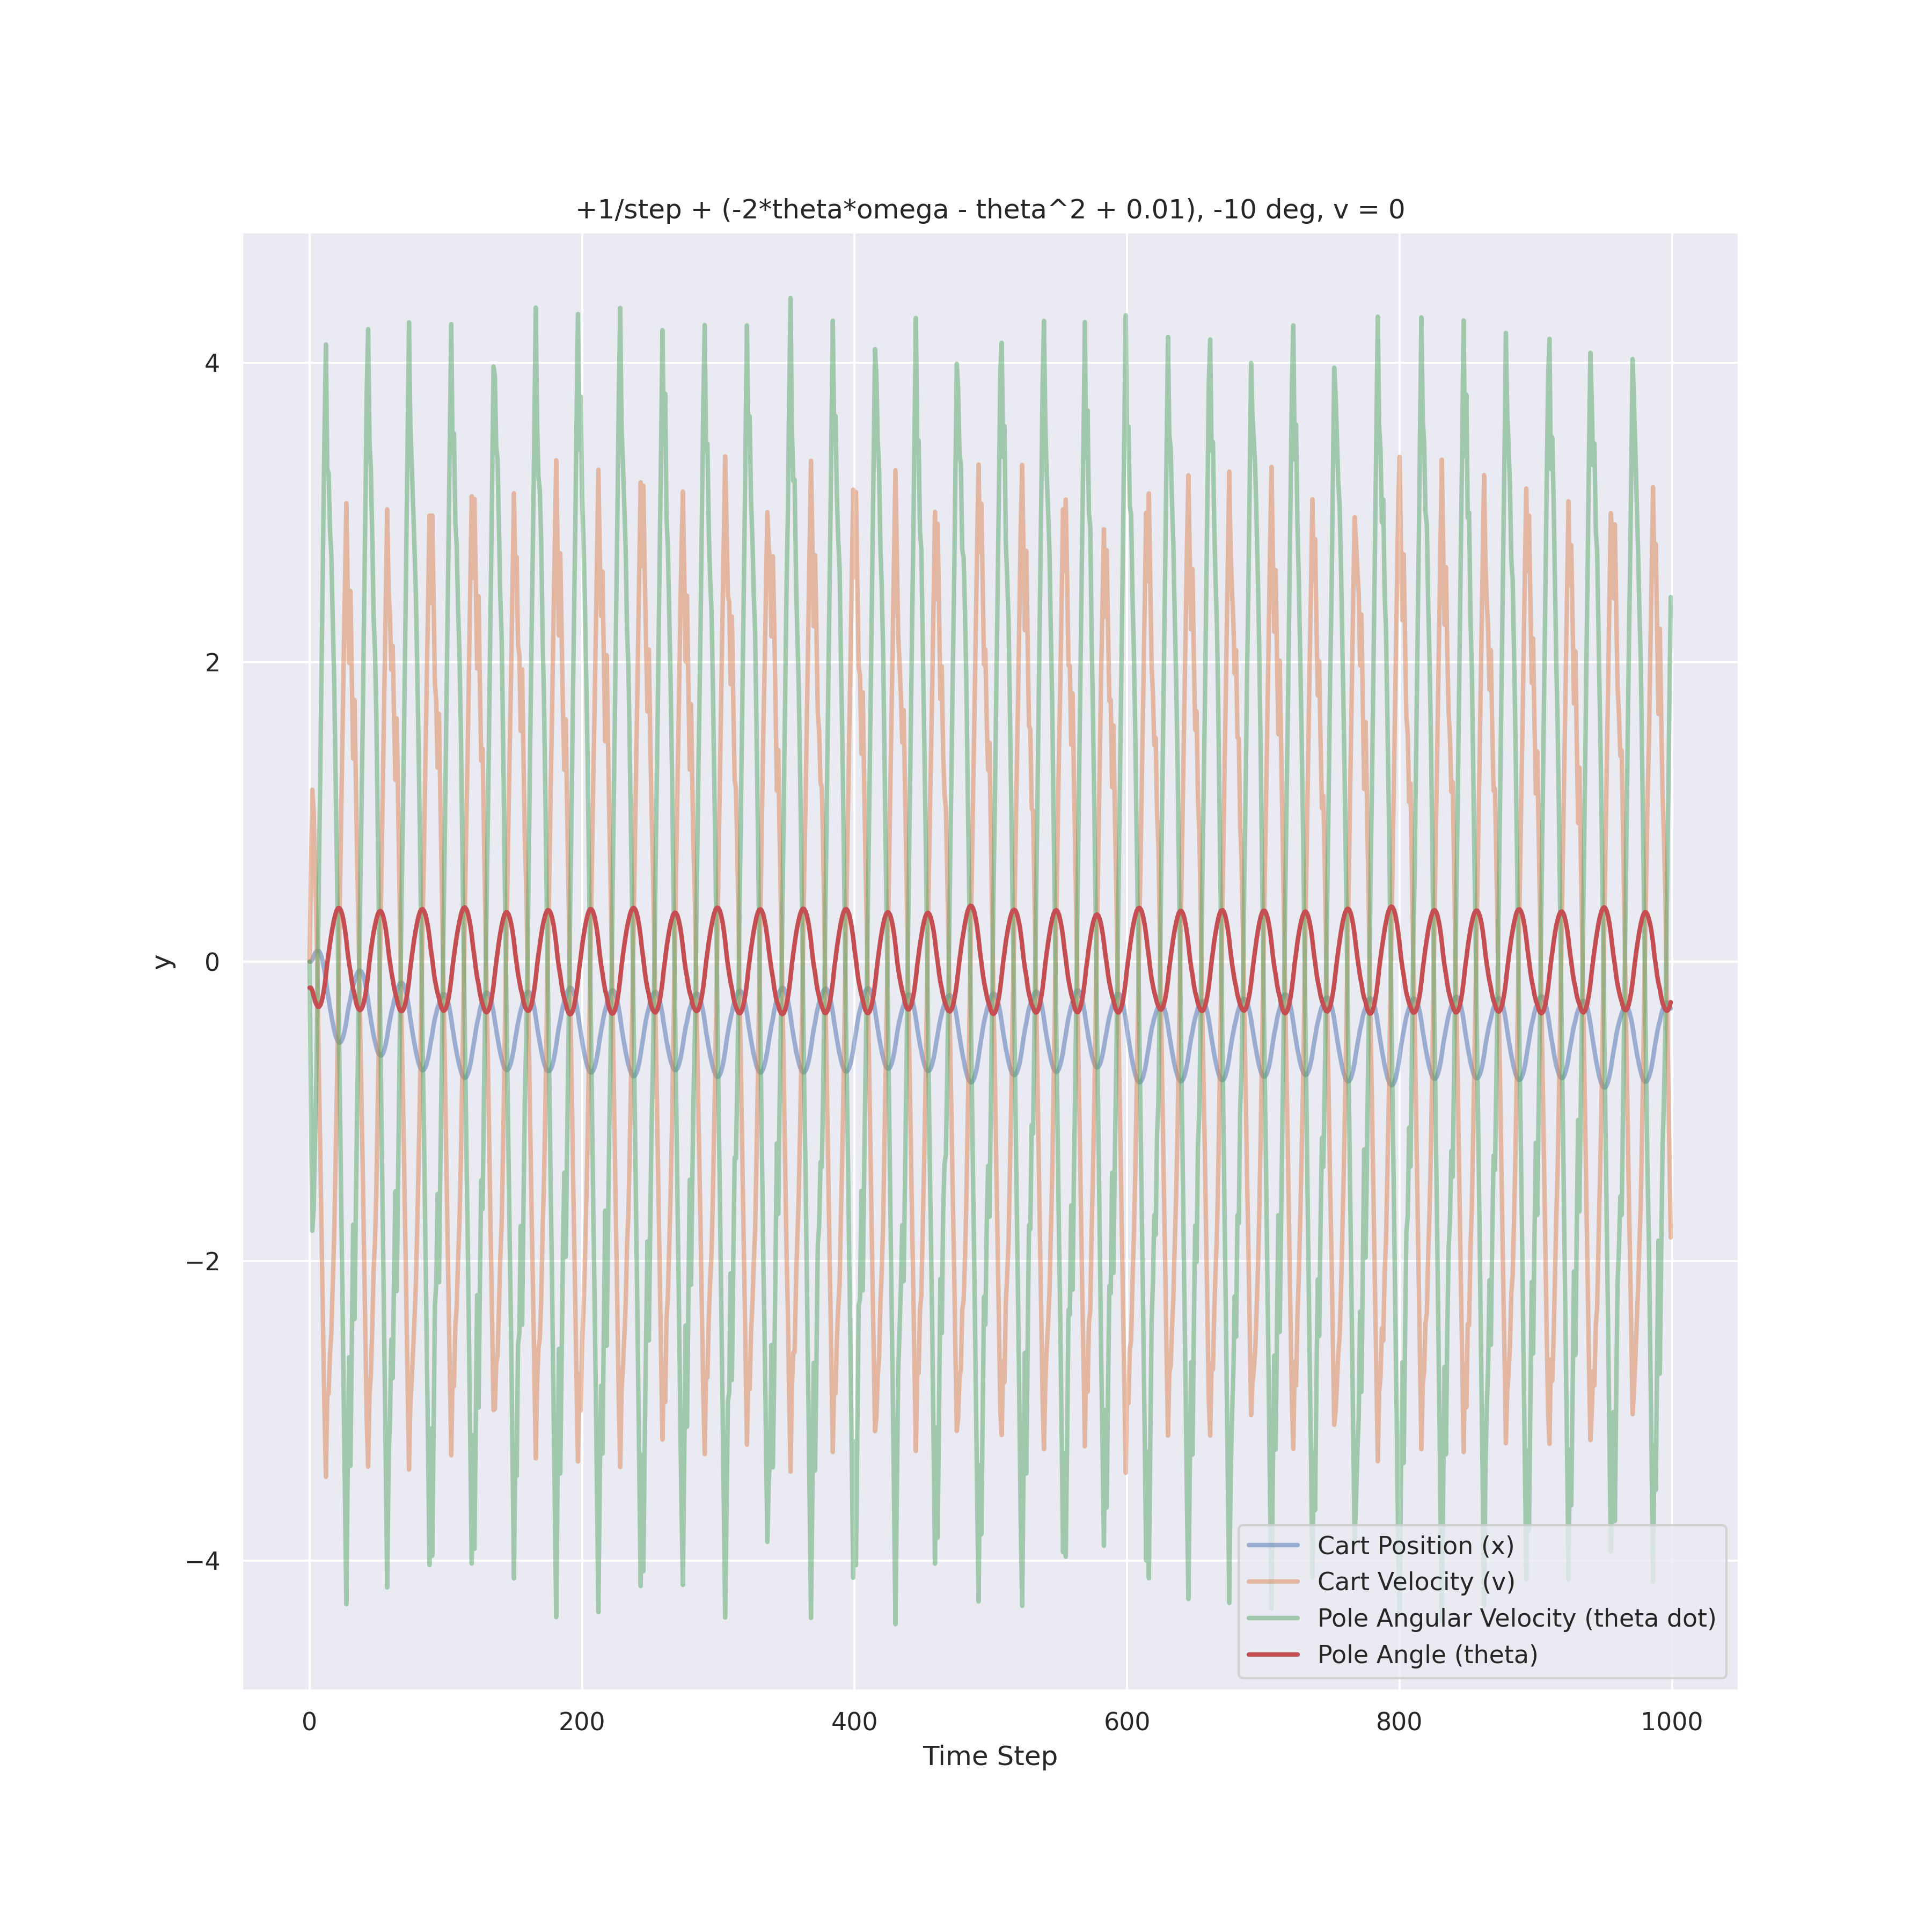 +1/step + (-2*theta*omega - theta^2 + 0.01), -10 deg, v = 0
4
2
0
−2
−4
y
0 200 400 600 800 1000
Time Step
Cart Position (x)
Cart Velocity (v)
Pole Angular Velocity (theta dot)
Pole Angle (theta)